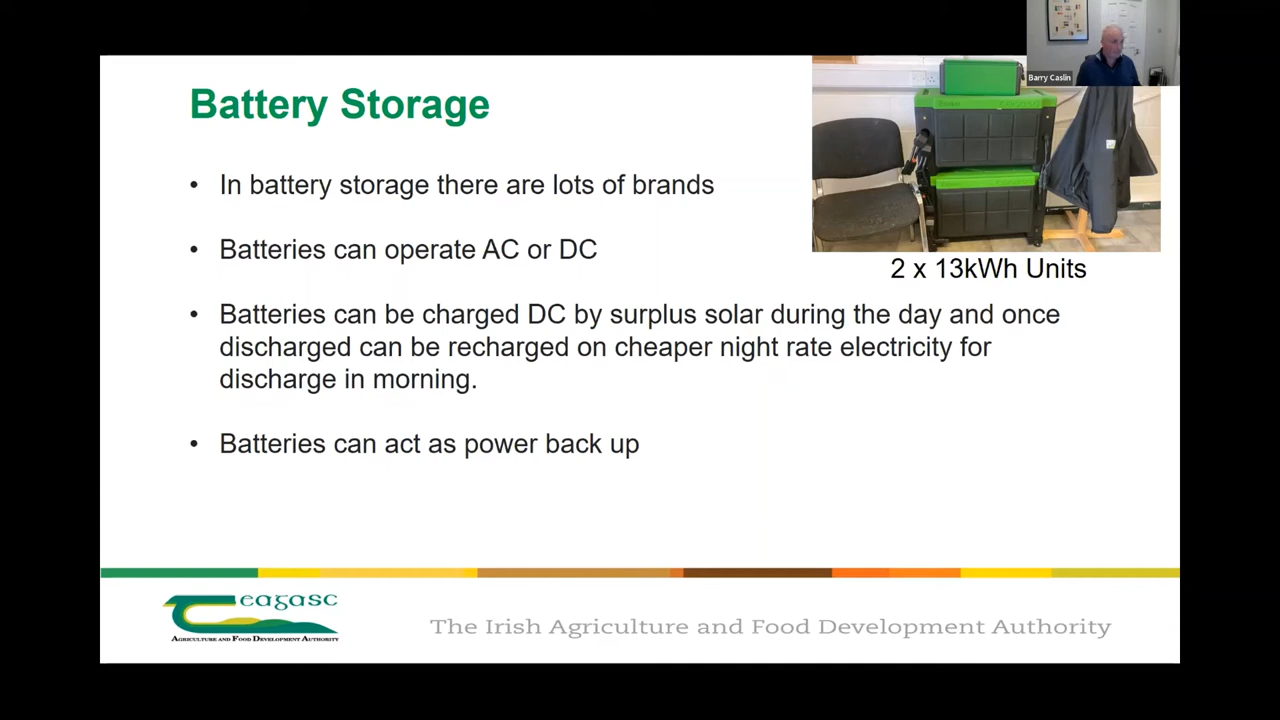 Barry Caslin
Battery Storage
• In battery storage there are lots of brands
• Batteries can operate AC or DC
2 x 13kWh Units
• Batteries can be charged DC by surplus solar during the day and once
discharged can be recharged on cheaper night rate electricity for
discharge in morning.
• Batteries can act as power back up
Teagasc
Agriculture and Food Development Authority
The Irish Agriculture and Food Development Authority